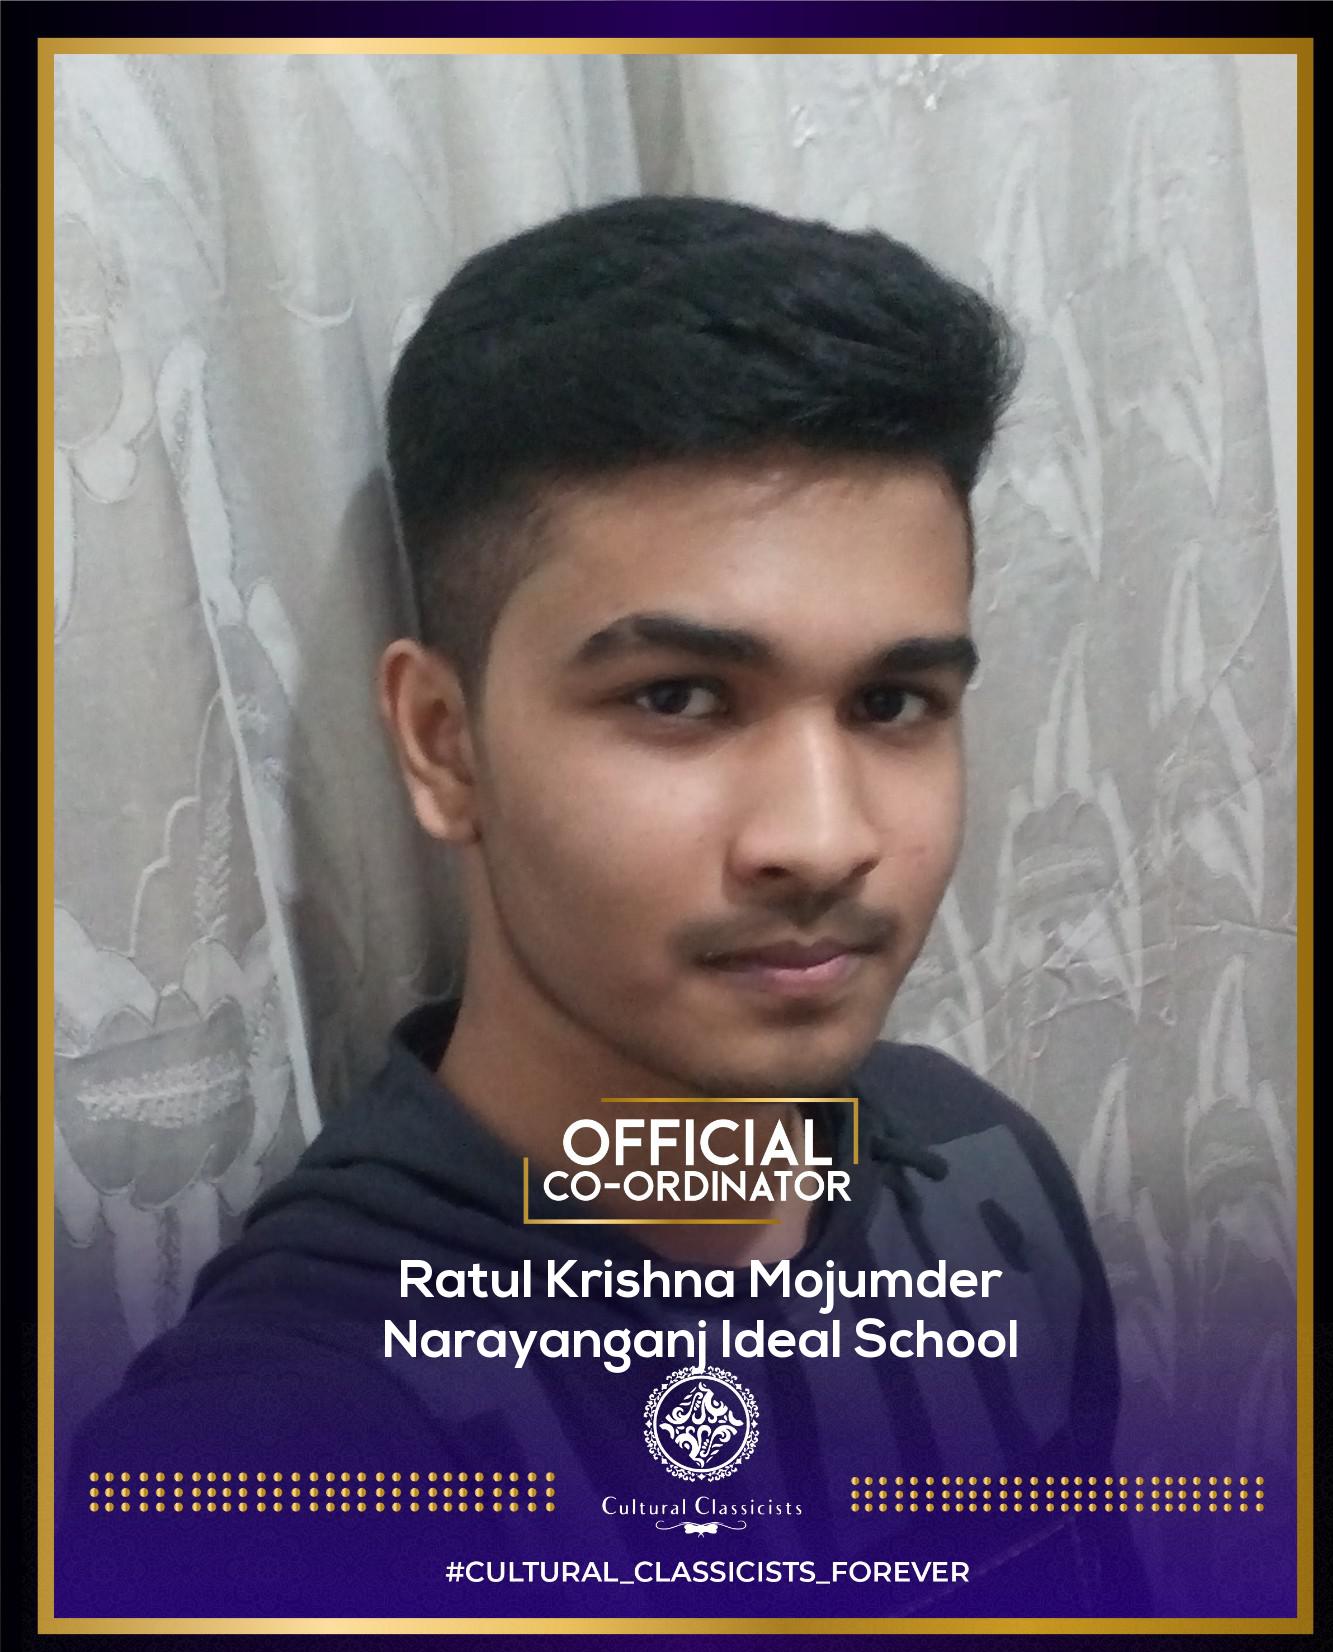 OFFICIAL
CO-ORDINATOR
Ratul Krishna Mojumder
Narayanganj Ideal School
Cultural Classicists
#CULTURAL_CLASSICISTS_FOREVER